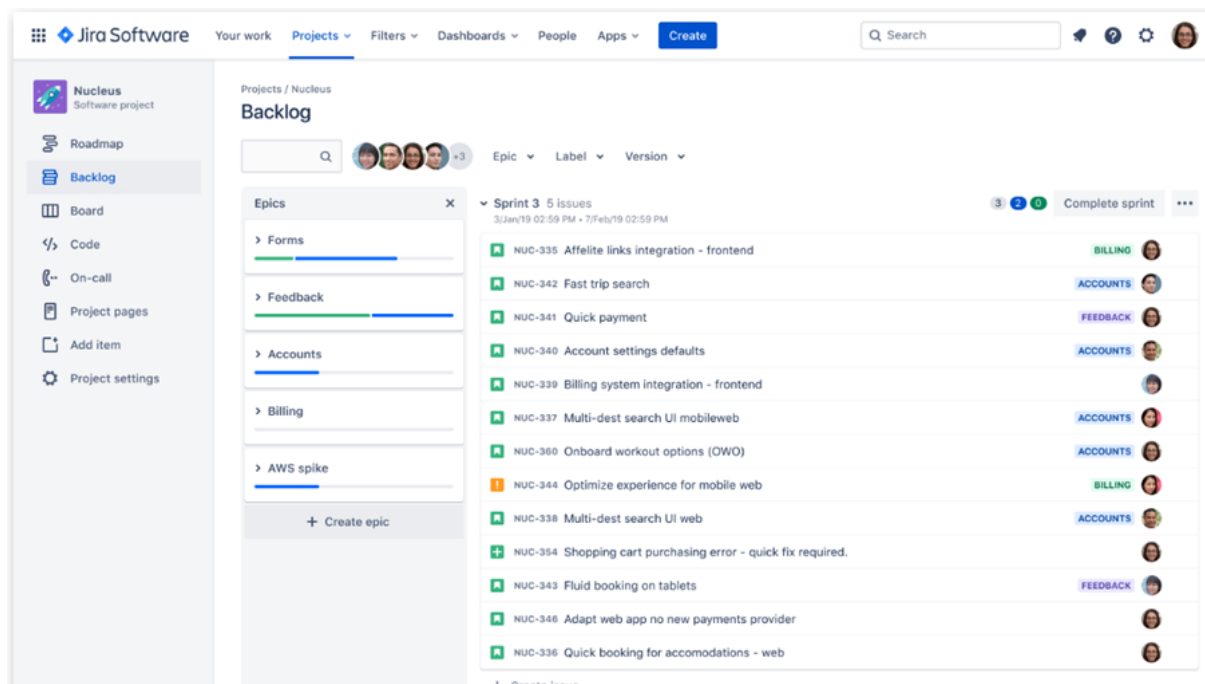 Jira Software Your work Projects Filters Dashboards People Apps Create Search
Nucleus
Software project
Roadmap
Backlog
Board
Code
On-call
Project pages
Add item
Project settings
Projects / Nucleus
Backlog
+3 Epic Label Version
Epics
Forms
Feedback
Accounts
Billing
AWS spike
+ Create epic
Sprint 3 5 issues 3 2 0 Complete sprint
3/Jan/19 02:59 PM • 7/Feb/19 02:59 PM
NUC-335 Affelite links integration - frontend BILLING
NUC-342 Fast trip search ACCOUNTS
NUC-341 Quick payment FEEDBACK
NUC-340 Account settings defaults ACCOUNTS
NUC-339 Billing system integration - frontend
NUC-337 Multi-dest search UI mobileweb ACCOUNTS
NUC-360 Onboard workout options (OWO) ACCOUNTS
NUC-344 Optimize experience for mobile web BILLING
NUC-338 Multi-dest search UI web ACCOUNTS
NUC-354 Shopping cart purchasing error - quick fix required.
NUC-343 Fluid booking on tablets FEEDBACK
NUC-346 Adapt web app no new payments provider
NUC-336 Quick booking for accomodations - web
+ Create issue